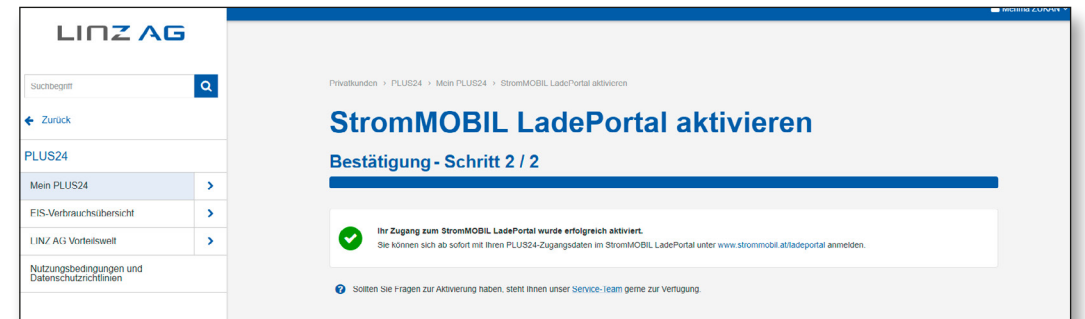 LINZ AG
Suchbegriff
Zurück
PLUS24
Mein PLUS24
EIS-Verbrauchsübersicht
LINZ AG Vorteilswelt
Nutzungsbedingungen und
Datenschutzrichtlinien
Privatkunden > PLUS24 > Mein PLUS24 > StromMOBIL LadePortal aktivieren
StromMOBIL LadePortal aktivieren
Bestätigung - Schritt 2 / 2
Ihr Zugang zum StromMOBIL LadePortal wurde erfolgreich aktiviert.
Sie können sich ab sofort mit Ihren PLUS24-Zugangsdaten im StromMOBIL LadePortal unter www.strommobil.at/ladeportal anmelden.
Sollten Sie Fragen zur Aktivierung haben, steht Ihnen unser Service-Team gerne zur Verfügung.